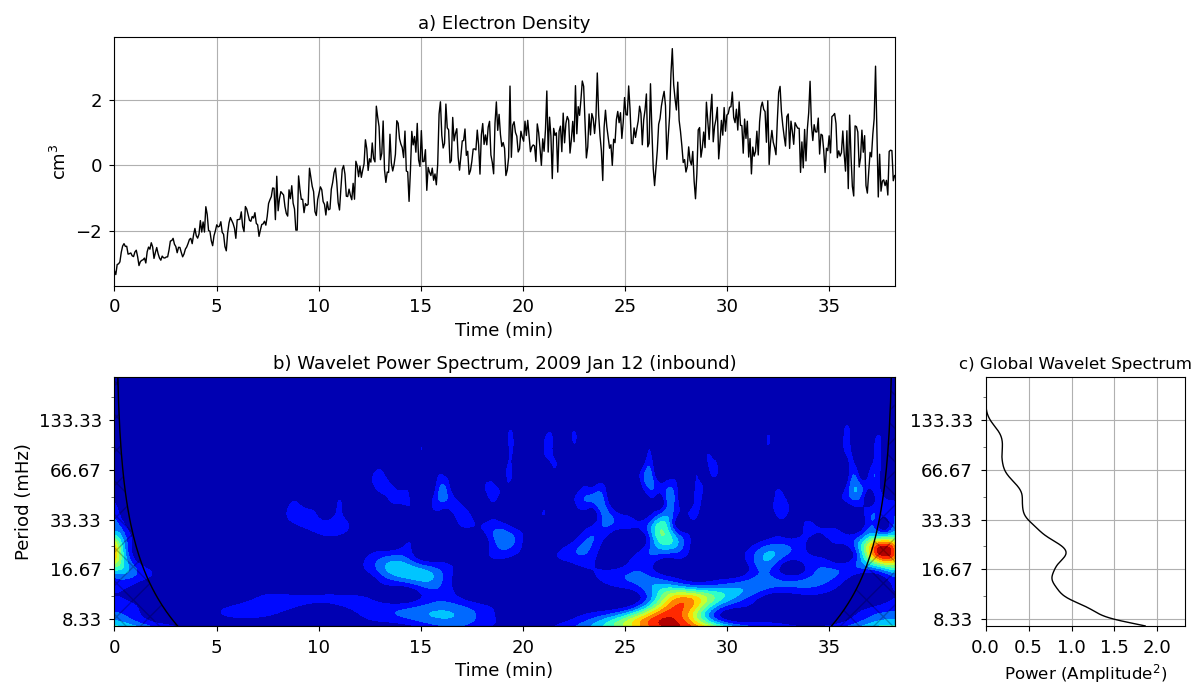 a) Electron Density
2
0
−2
cm³
0 5 10 15 20 25 30 35
Time (min)
b) Wavelet Power Spectrum, 2009 Jan 12 (inbound)
133.33
66.67
33.33
16.67
8.33
Period (mHz)
0 5 10 15 20 25 30 35
Time (min)
c) Global Wavelet Spectrum
133.33
66.67
33.33
16.67
8.33
0.0 0.5 1.0 1.5 2.0
Power (Amplitude²)